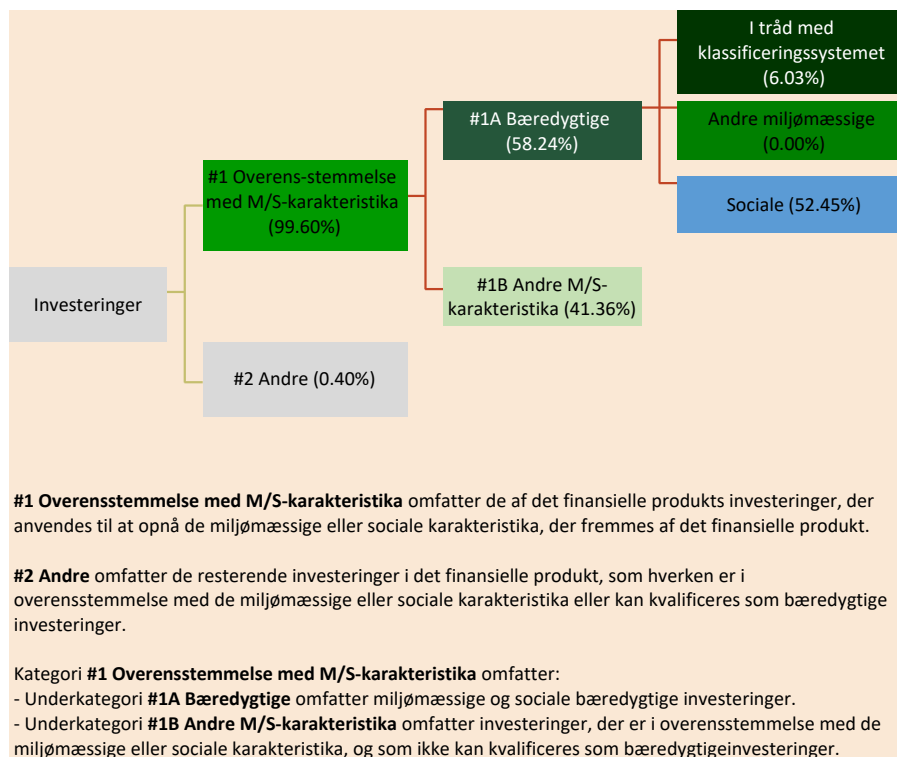 I tråd med
klassificeringssystemet
(6.03%)
#1A Bæredygtige
(58.24%)
Andre miljømæssige
(0.00%)
#1 Overens-stemmelse
med M/S-karakteristika
(99.60%)
Sociale (52.45%)
Investeringer
#1B Andre M/S-
karakteristika (41.36%)
#2 Andre (0.40%)
#1 Overensstemmelse med M/S-karakteristika omfatter de af det finansielle produkts investeringer, der
anvendes til at opnå de miljømæssige eller sociale karakteristika, der fremmes af det finansielle produkt.
#2 Andre omfatter de resterende investeringer i det finansielle produkt, som hverken er i
overensstemmelse med de miljømæssige eller sociale karakteristika eller kan kvalificeres som bæredygtige
investeringer.
Kategori #1 Overensstemmelse med M/S-karakteristika omfatter:
- Underkategori #1A Bæredygtige omfatter miljømæssige og sociale bæredygtige investeringer.
- Underkategori #1B Andre M/S-karakteristika omfatter investeringer, der er i overensstemmelse med de
miljømæssige eller sociale karakteristika, og som ikke kan kvalificeres som bæredygtigeinvesteringer.